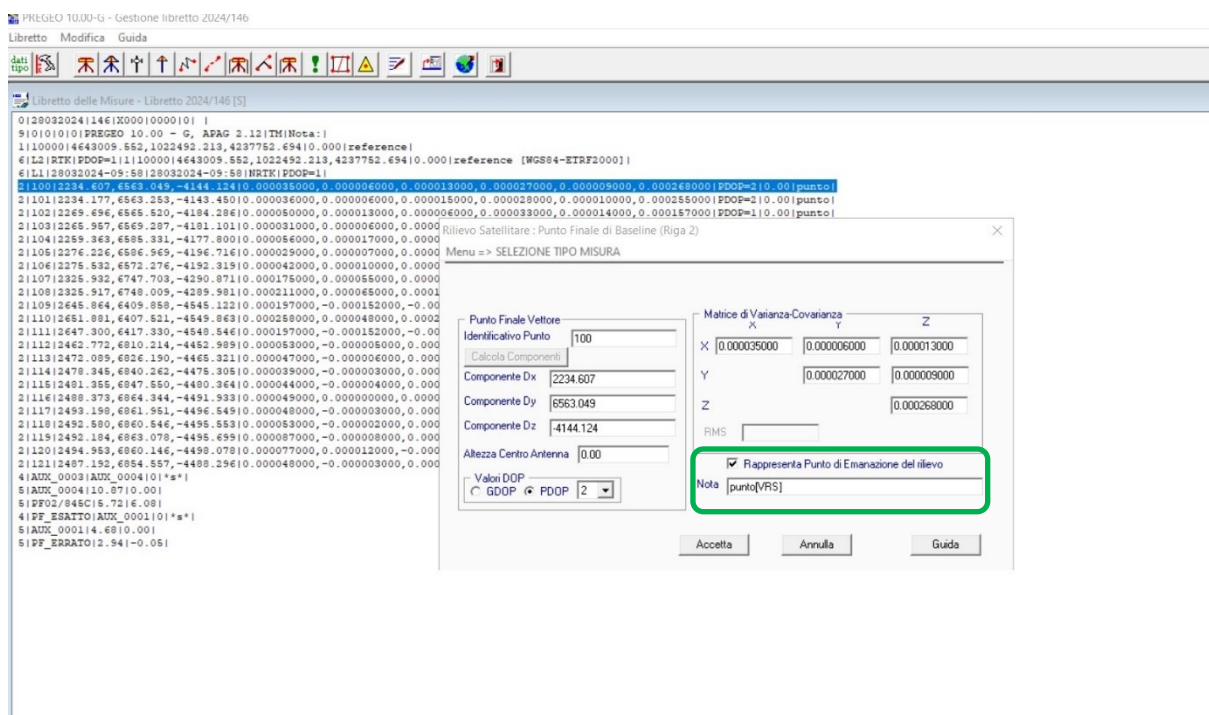 PREGEO 10.00-G - Gestione libretto 2024/146
Libretto Modifica Guida
dati tipo
Libretto delle Misure - Libretto 2024/146 [S]
0|28032024|146|X000|0000|0| |
9|0|0|0|0|PREGEO 10.00 - G, APAG 2.12|TM|Nota:|
1|10000|4643009.552,1022492.213,4237752.694|0.000|reference|
6|L2|RTK|PDOP=1|1|10000|4643009.552,1022492.213,4237752.694|0.000|reference [WGS84-ETRF2000]|
6|L1|28032024-09:58|28032024-09:58|NRTK|PDOP=1|
2|100|2234.607,6563.049,-4144.124|0.000035000,0.000006000,0.000013000,0.000027000,0.000009000,0.000268000|PDOP=2|0.00|punto|
2|101|2234.177,6563.253,-4143.450|0.000036000,0.000006000,0.000015000,0.000028000,0.000010000,0.000255000|PDOP=2|0.00|punto|
2|102|2269.696,6565.520,-4184.286|0.000050000,0.000013000,0.000006000,0.000033000,0.000014000,0.000157000|PDOP=1|0.00|punto|
2|103|2265.957,6569.287,-4181.101|0.000031000,0.000006000,0.0000
2|104|2259.363,6585.331,-4177.800|0.000056000,0.000017000,0.0000
2|105|2276.226,6586.969,-4196.716|0.000029000,0.000007000,0.0000
2|106|2275.532,6572.276,-4192.319|0.000042000,0.000010000,0.0000
2|107|2325.932,6747.703,-4290.871|0.000175000,0.000055000,0.0000
2|108|2325.917,6748.009,-4289.981|0.000211000,0.000065000,0.0001
2|109|2645.864,6409.858,-4545.122|0.000197000,-0.000152000,-0.00
2|110|2651.881,6407.521,-4549.863|0.000258000,0.000048000,0.0002
2|111|2647.300,6417.330,-4548.546|0.000197000,-0.000152000,-0.00
2|112|2462.772,6810.214,-4452.989|0.000053000,-0.000005000,0.000
2|113|2472.089,6826.190,-4465.321|0.000047000,-0.000006000,0.000
2|114|2478.345,6840.262,-4475.305|0.000039000,-0.000003000,0.000
2|115|2481.355,6847.550,-4480.364|0.000044000,-0.000004000,0.000
2|116|2488.373,6864.344,-4491.933|0.000049000,0.000000000,0.0000
2|117|2493.198,6861.951,-4496.549|0.000048000,-0.000003000,0.000
2|118|2492.580,6860.546,-4495.553|0.000053000,-0.000002000,0.000
2|119|2492.184,6863.078,-4495.699|0.000087000,-0.000008000,0.000
2|120|2494.953,6860.146,-4498.078|0.000077000,0.000012000,-0.000
2|121|2487.192,6854.557,-4488.296|0.000048000,-0.000003000,0.000
4|AUX_0003|AUX_0004|0|*s*|
5|AUX_0004|10.87|0.00|
5|PF02/845C|5.72|6.08|
4|PF_ESATTO|AUX_0001|0|*s*|
5|AUX_0001|4.68|0.00|
5|PF_ERRATO|2.94|-0.05|
Rilievo Satellitare : Punto Finale di Baseline (Riga 2)
Menu => SELEZIONE TIPO MISURA
Punto Finale Vettore
Identificativo Punto 100
Calcola Componenti
Componente Dx 2234.607
Componente Dy 6563.049
Componente Dz -4144.124
Altezza Centro Antenna 0.00
Valori DOP
GDOP PDOP 2
Matrice di Varianza-Covarianza
X Y Z
X 0.000035000 0.000006000 0.000013000
Y 0.000027000 0.000009000
Z 0.000268000
RMS
Rappresenta Punto di Emanazione del rilievo
Nota punto[VRS]
Accetta Annulla Guida